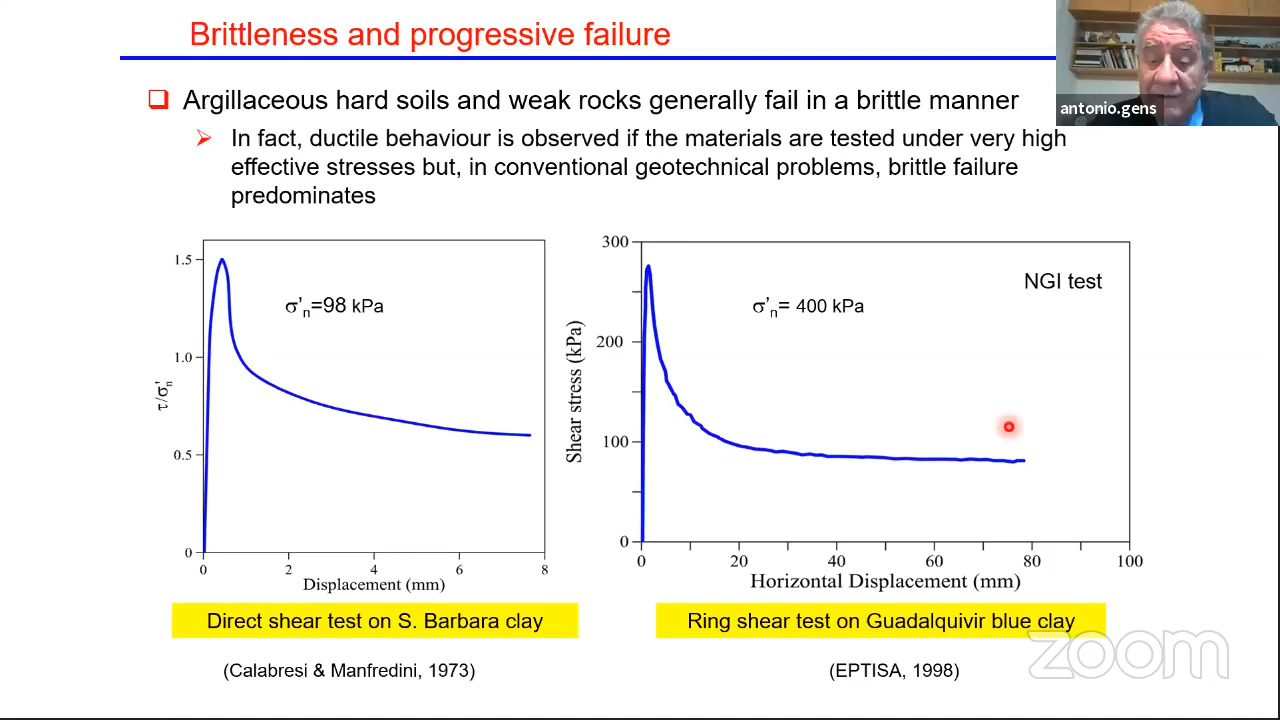 Brittleness and progressive failure
antonio.gens
Argillaceous hard soils and weak rocks generally fail in a brittle manner
In fact, ductile behaviour is observed if the materials are tested under very high
effective stresses but, in conventional geotechnical problems, brittle failure
predominates
1.5
1.0
0.5
0
τ/σ'n
σ'n=98 kPa
0 2 4 6 8
Displacement (mm)
300
200
100
0
Shear stress (kPa)
σ'n= 400 kPa
NGI test
0 20 40 60 80 100
Horizontal Displacement (mm)
Direct shear test on S. Barbara clay
Ring shear test on Guadalquivir blue clay
(Calabresi & Manfredini, 1973)
(EPTISA, 1998)
zoom